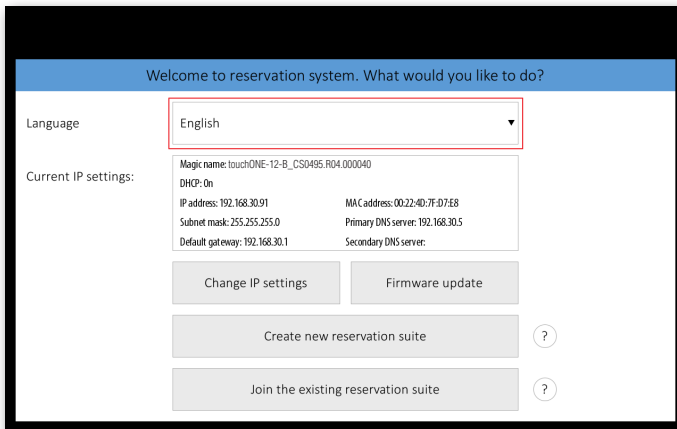 Welcome to reservation system. What would you like to do?
Language
English
Current IP settings:
Magic name: touchONE-12-B_CS0495.R04.000040
DHCP: On
IP address: 192.168.30.91 MAC address: 00:22:4D:7F:D7:E8
Subnet mask: 255.255.255.0 Primary DNS server: 192.168.30.5
Default gateway: 192.168.30.1 Secondary DNS server:
Change IP settings Firmware update
Create new reservation suite ?
Join the existing reservation suite ?